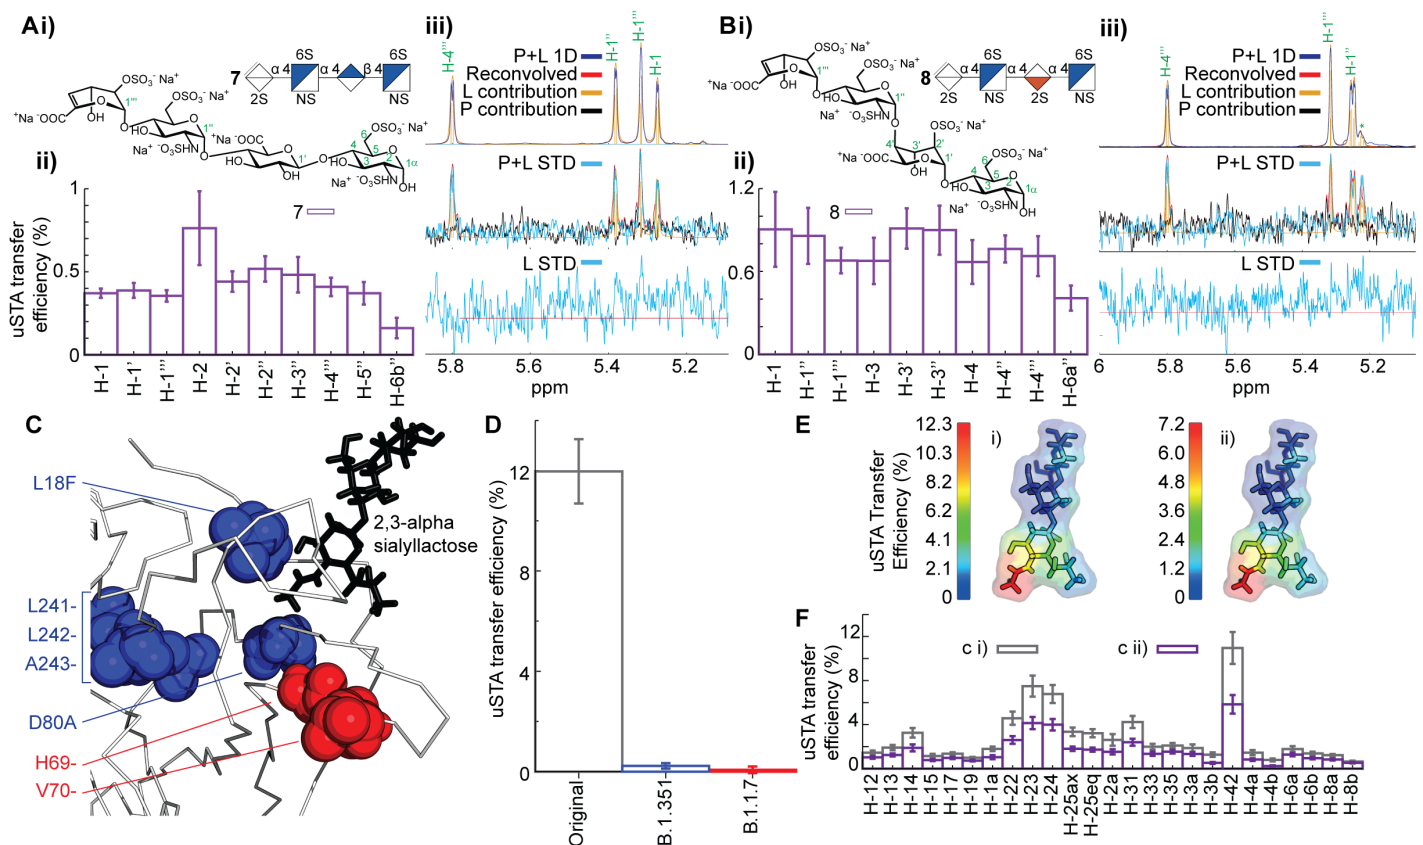 A i)
6S
6S
7
α 4
α 4
β 4
2S
NS
NS
OSO₃⁻ Na⁺
⁺Na ⁻OOC
OH
O
1'''
OSO₃⁻ Na⁺
HO
1''
Na⁺ ⁻O₃SHN
⁺Na ⁻OOC
HO
OH
1'
6
OSO₃⁻ Na⁺
4
5
HO
3
2
1α
Na⁺ ⁻O₃SHN
OH
ii)
uSTA transfer efficiency (%)
1
0.5
0
7
H-1
H-1'
H-1'''
H-2
H-2'
H-2''
H-3''
H-4'''
H-5''
H-6b''
iii)
H-4'''
H-1''
H-1'''
H-1
P+L 1D
Reconvolved
L contribution
P contribution
P+L STD
L STD
5.8
5.6
5.4
5.2
ppm
B i)
6S
6S
8
α 4
α 4
α 4
2S
NS
2S
NS
OSO₃⁻ Na⁺
⁺Na ⁻OOC
OH
O
1'''
OSO₃⁻ Na⁺
HO
1''
Na⁺ ⁻O₃SHN
OSO₃⁻ Na⁺
4'
3'
2'
⁺Na ⁻OOC
OH
1'
6
OSO₃⁻ Na⁺
4
5
HO
3
2
1α
Na⁺ ⁻O₃SHN
OH
ii)
uSTA transfer efficiency (%)
1.2
0.6
0
8
H-1
H-1''
H-1'''
H-3
H-3'
H-3''
H-4
H-4''
H-4'''
H-6a''
iii)
H-4'''
H-1'''
H-1''
*
P+L 1D
Reconvolved
L contribution
P contribution
P+L STD
L STD
6
5.8
5.6
5.4
5.2
ppm
C
L18F
L241-
L242-
A243-
D80A
H69-
V70-
2,3-alpha
sialyllactose
D
uSTA transfer efficiency (%)
12
8
4
0
Original
B.1.351
B.1.1.7
E
uSTA Transfer
Efficiency (%)
12.3
10.3
8.2
6.2
4.1
2.1
0
i)
7.2
6
4.8
3.6
2.4
1.2
0
ii)
F
uSTA transfer
efficiency (%)
12
8
4
0
c i)
c ii)
H-12
H-13
H-14
H-15
H-17
H-19
H-1a
H-22
H-23
H-24
H-25ax
H-25eq
H-2a
H-31
H-33
H-35
H-3a
H-3b
H-42
H-4a
H-4b
H-6a
H-6b
H-8a
H-8b